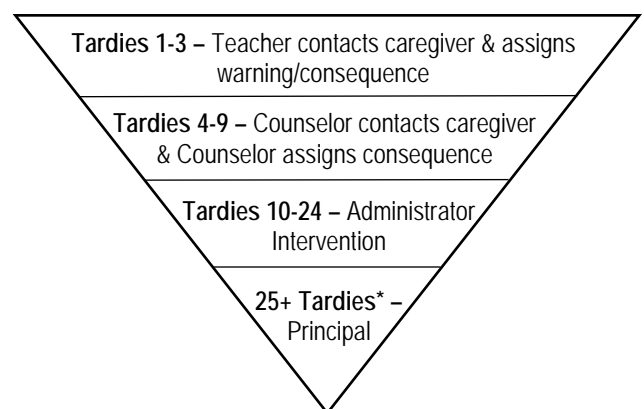 Tardies 1-3 – Teacher contacts caregiver & assigns
warning/consequence
Tardies 4-9 – Counselor contacts caregiver
& Counselor assigns consequence
Tardies 10-24 – Administrator
Intervention
25+ Tardies* –
Principal